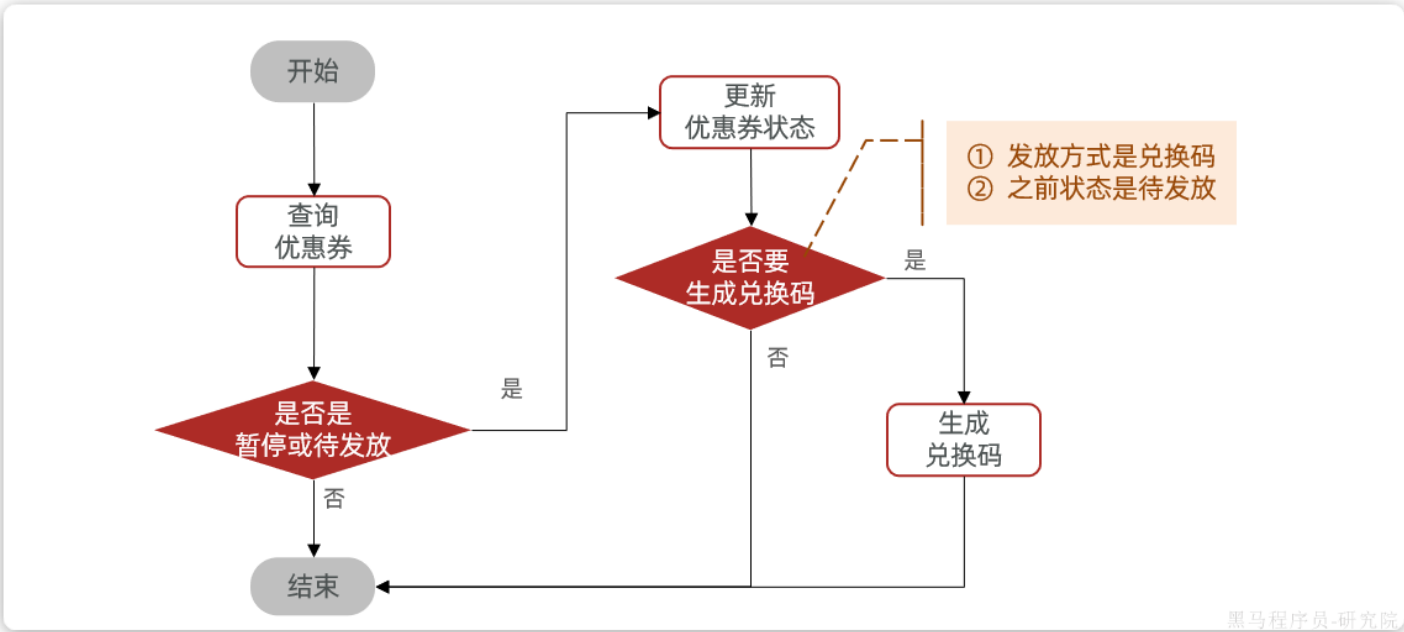 开始
查询
优惠券
是否是
暂停或待发放
是
否
结束
更新
优惠券状态
① 发放方式是兑换码
② 之前状态是待发放
是否要
生成兑换码
是
否
生成
兑换码
黑马程序员-研究院